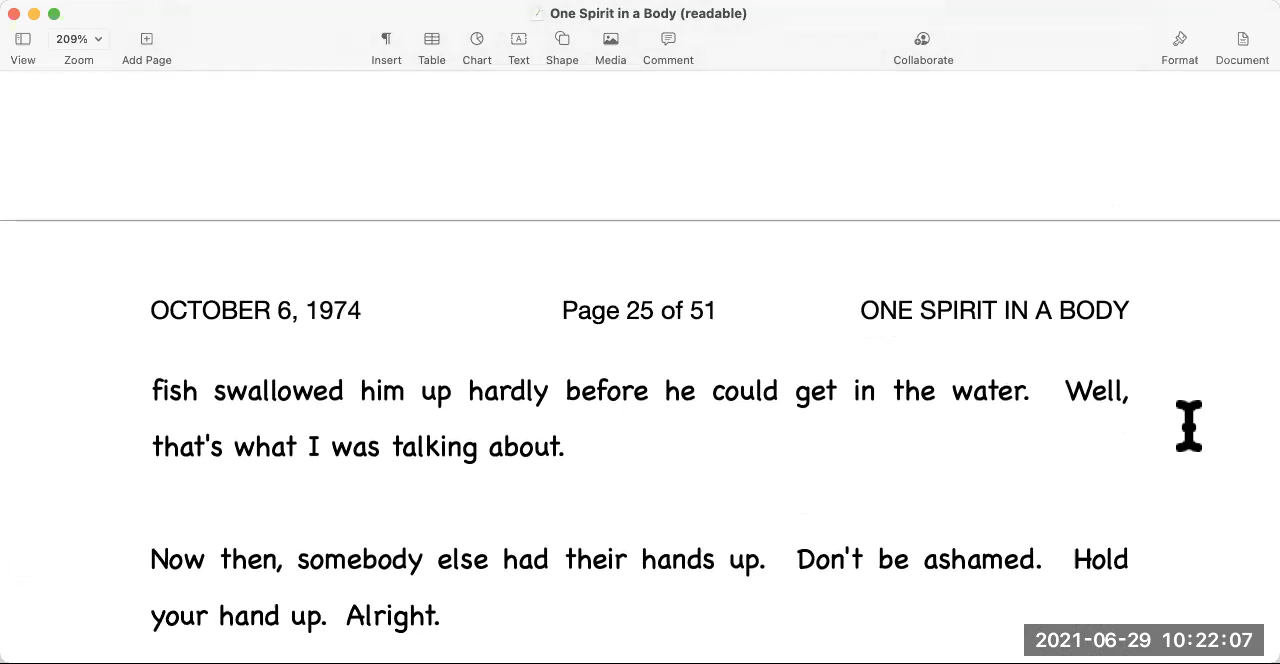 One Spirit in a Body (readable)
209%
View Zoom Add Page Insert Table Chart Text Shape Media Comment Collaborate Format Document
OCTOBER 6, 1974 Page 25 of 51 ONE SPIRIT IN A BODY
fish swallowed him up hardly before he could get in the water. Well,
that's what I was talking about.
Now then, somebody else had their hands up. Don't be ashamed. Hold
your hand up. Alright.
2021-06-29 10:22:07